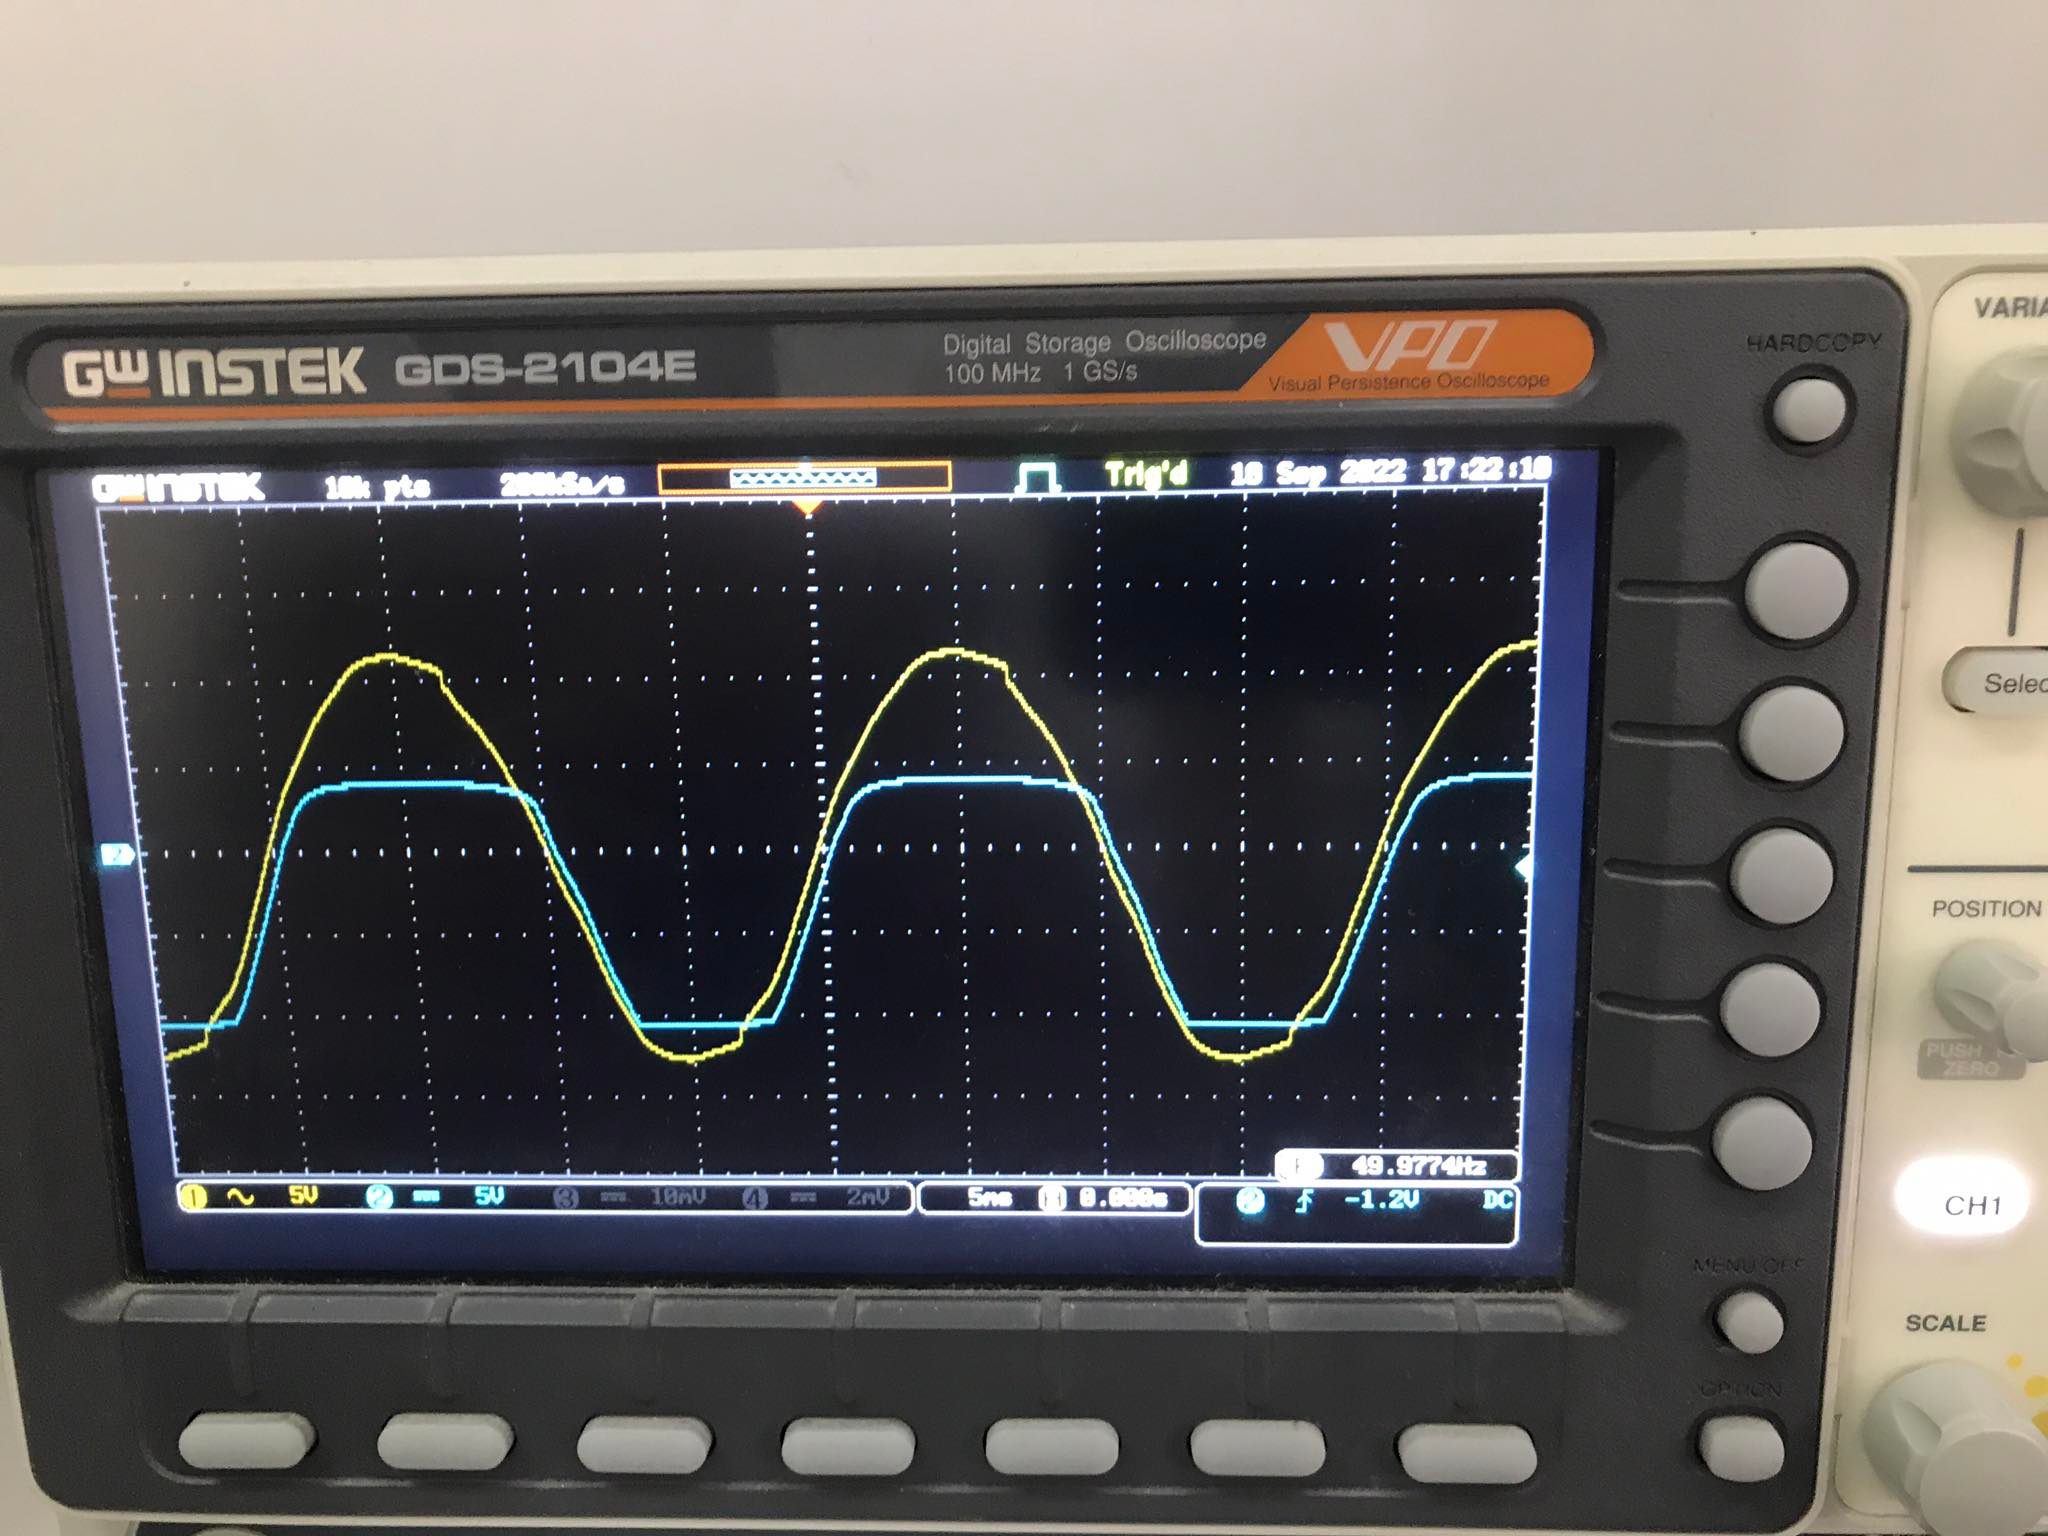 VARIA
HARDCOPY
GW INSTEK GDS-2104E
Digital Storage Oscilloscope
100 MHz 1 GS/s
VPO
Visual Persistence Oscilloscope
GW INSTEK 10k pts 200kSa/s Trig'd 10 Sep 2022 17:22:10
Selec
2
POSITION
PUSH
ZERO
49.9774Hz
1 5V 2 5V 3 10mV 4 2mV 5ms 0.000s 2 -1.2V DC
CH1
MENU OFF
SCALE
OPTION